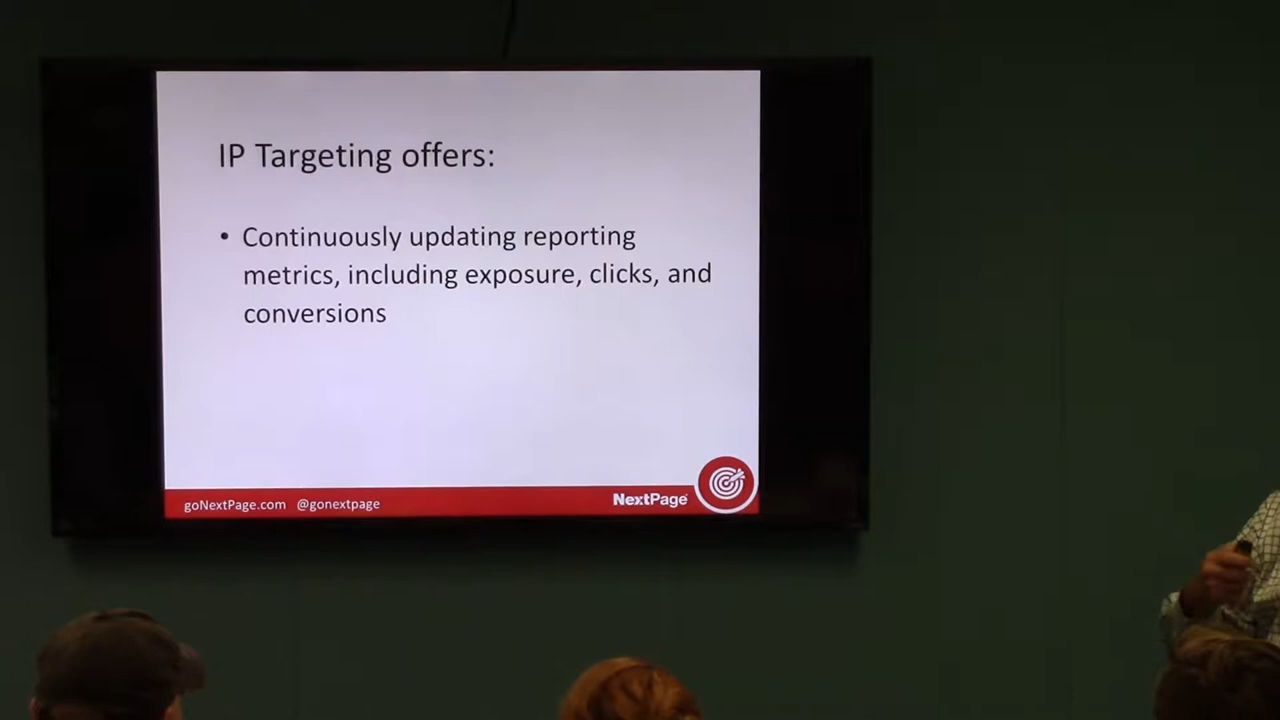 IP Targeting offers:
• Continuously updating reporting
metrics, including exposure, clicks, and
conversions
goNextPage.com @gonextpage
NextPage